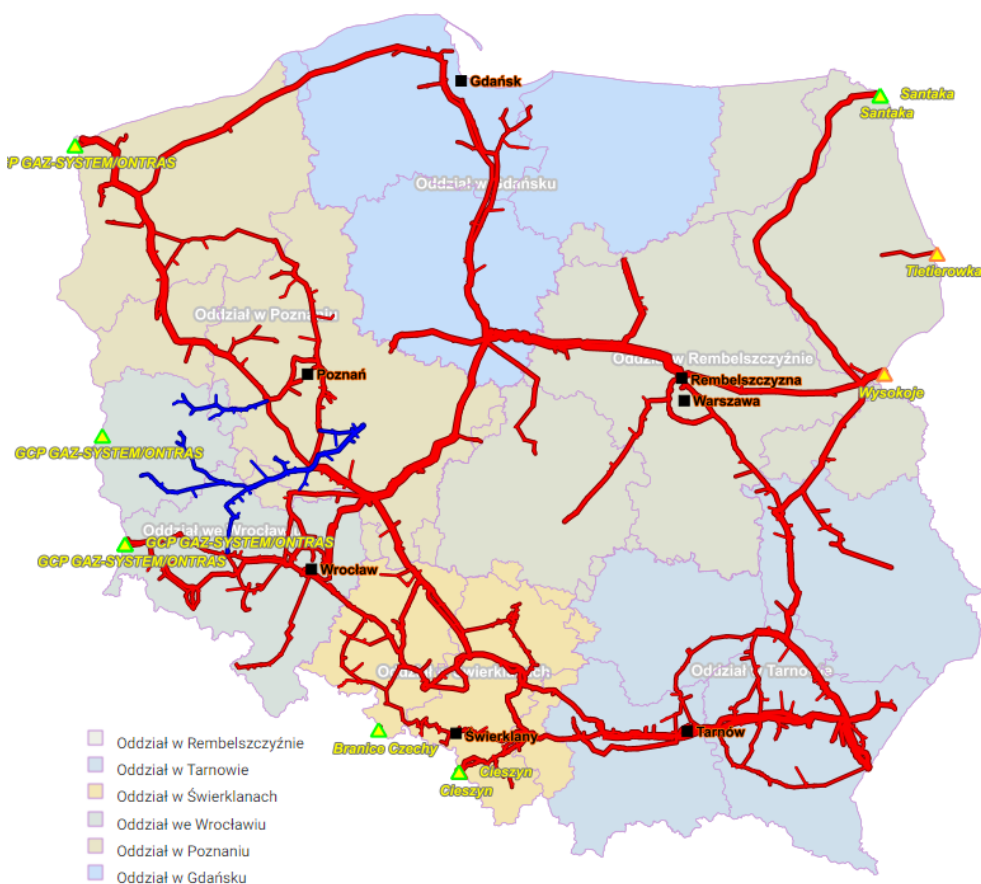 Gdańsk
Santaka
Santaka
P GAZ-SYSTEM/ONTRAS
Oddział w Gdańsku
Tietierowka
Oddział w Poznaniu
Oddział w Rembelszczyźnie
Poznań
Rembelszczyzna
Wysokoje
Warszawa
GCP GAZ-SYSTEM/ONTRAS
Oddział we Wrocławiu
GCP GAZ-SYSTEM/ONTRAS
GCP GAZ-SYSTEM/ONTRAS
Wrocław
Oddział w Świerklanach
Oddział w Tarnowie
Branice Czechy
Świerklany
Tarnów
Cieszyn
Cieszyn
Oddział w Rembelszczyźnie
Oddział w Tarnowie
Oddział w Świerklanach
Oddział we Wrocławiu
Oddział w Poznaniu
Oddział w Gdańsku